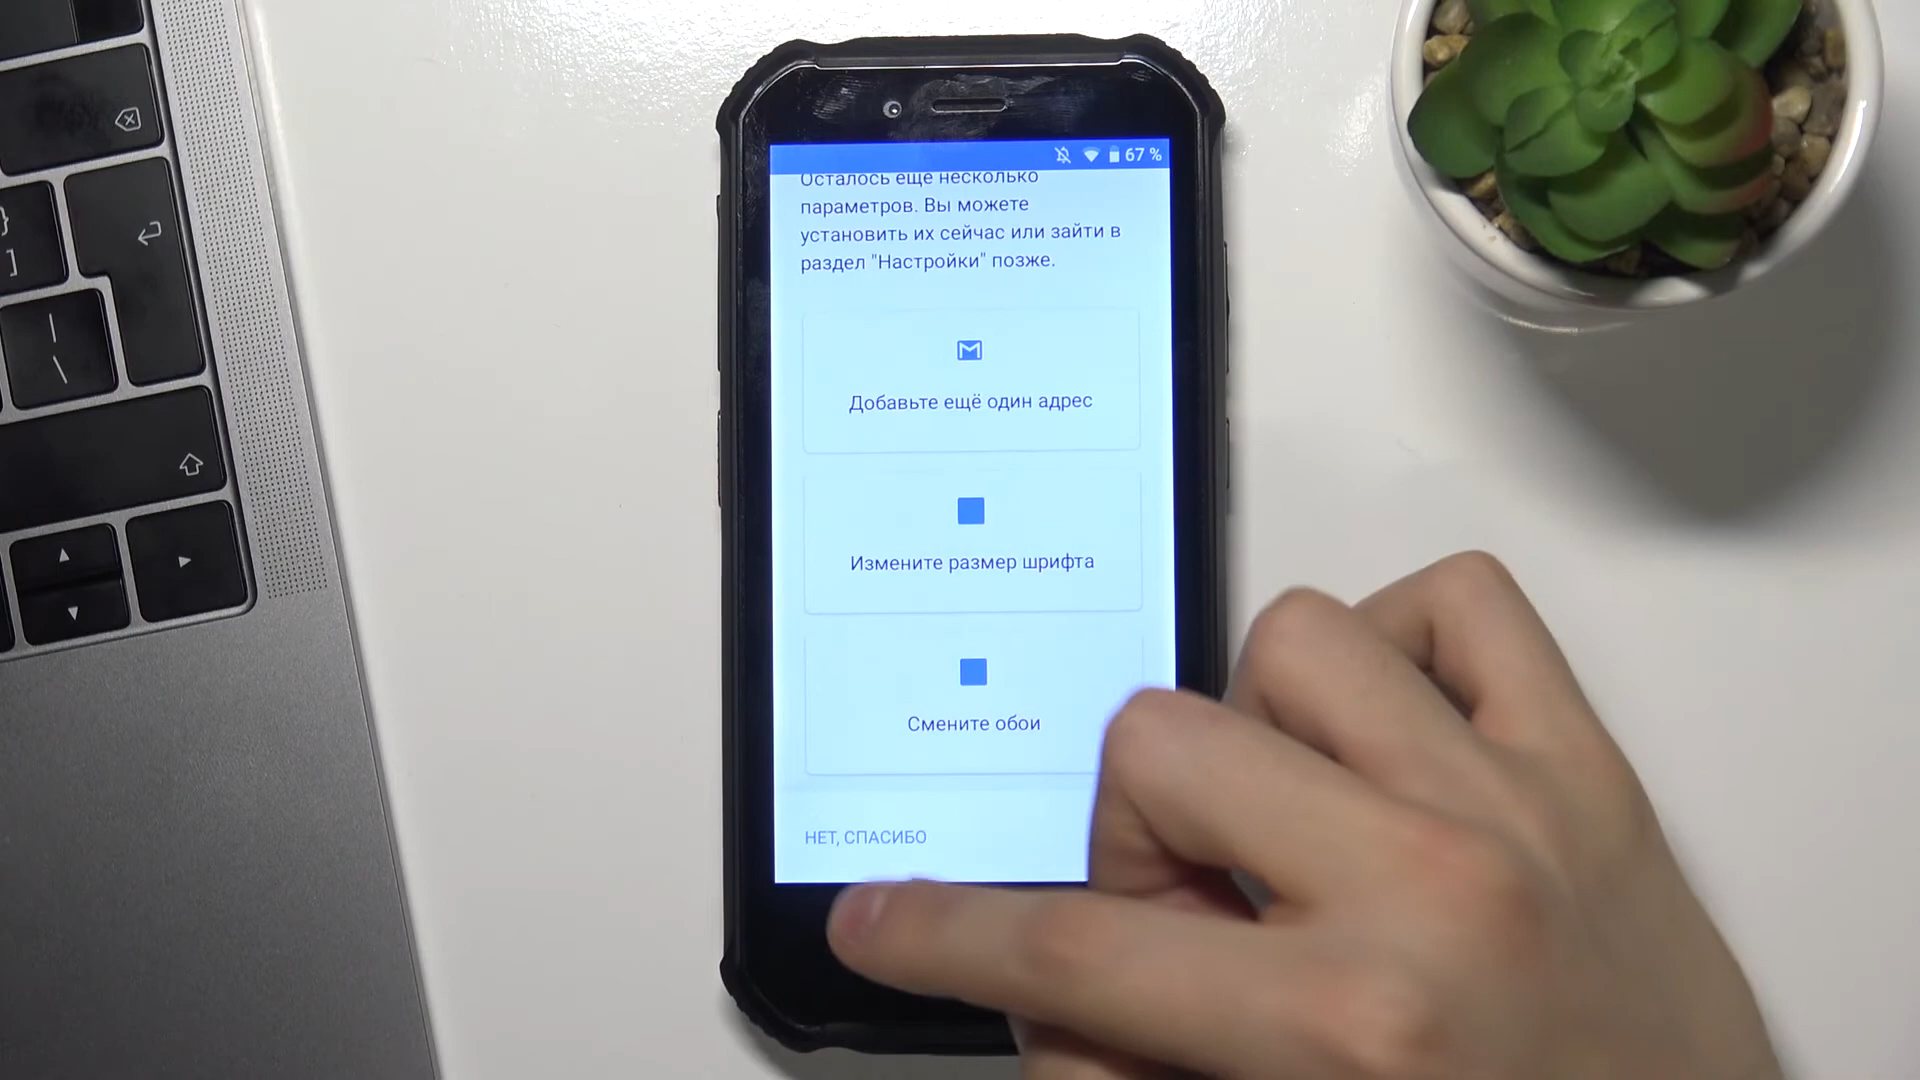 67 %
Осталось ещё несколько
параметров. Вы можете
установить их сейчас или зайти в
раздел "Настройки" позже.
Добавьте ещё один адрес
Измените размер шрифта
Смените обои
НЕТ, СПАСИБО
}
]
|
\